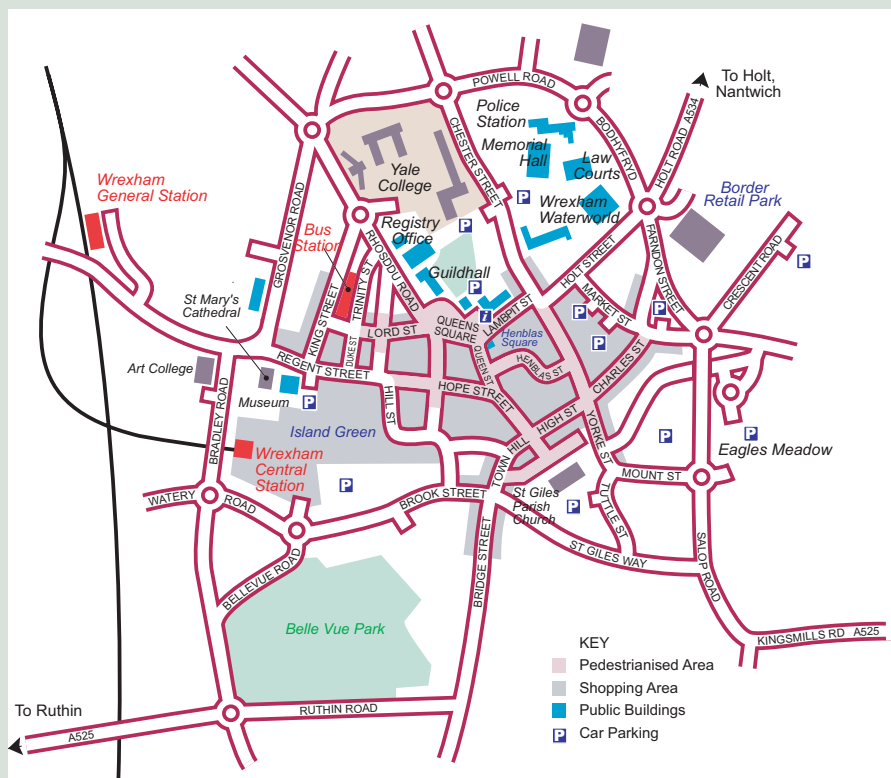 POWELL ROAD
To Holt,
Nantwich
Police
Station
CHESTER STREET
BODHYFRYD
HOLT ROAD A534
Memorial
Hall
Law
Courts
Yale
College
Wrexham
General Station
Border
Retail Park
Wrexham
Waterworld
P
GROSVENOR ROAD
Bus
Station
Registry
Office
P
RHOSDDU ROAD
HOLT STREET
FARNDON STREET
CRESCENT ROAD
P
TRINITY ST
KING STREET
Guildhall
P
St Mary's
Cathedral
LAMBPIT ST
MARKET ST
P
P
i
QUEENS
SQUARE
LORD ST
DUKE ST
Henblas
Square
P
QUEEN ST
HENBLAS ST
CHARLES ST
REGENT STREET
Art College
HOPE STREET
Museum
P
HILL ST
HIGH ST
YORKE ST
BRADLEY ROAD
Island Green
TOWN HILL
P
P
Eagles Meadow
Wrexham
Central
Station
P
MOUNT ST
WATERY ROAD
BROOK STREET
St Giles
Parish
Church
P
TUTTLE ST
ST GILES WAY
SALOP ROAD
BELLEVUE ROAD
BRIDGE STREET
Belle Vue Park
KINGSMILLS RD A525
KEY
Pedestrianised Area
Shopping Area
Public Buildings
P Car Parking
To Ruthin
RUTHIN ROAD
A525